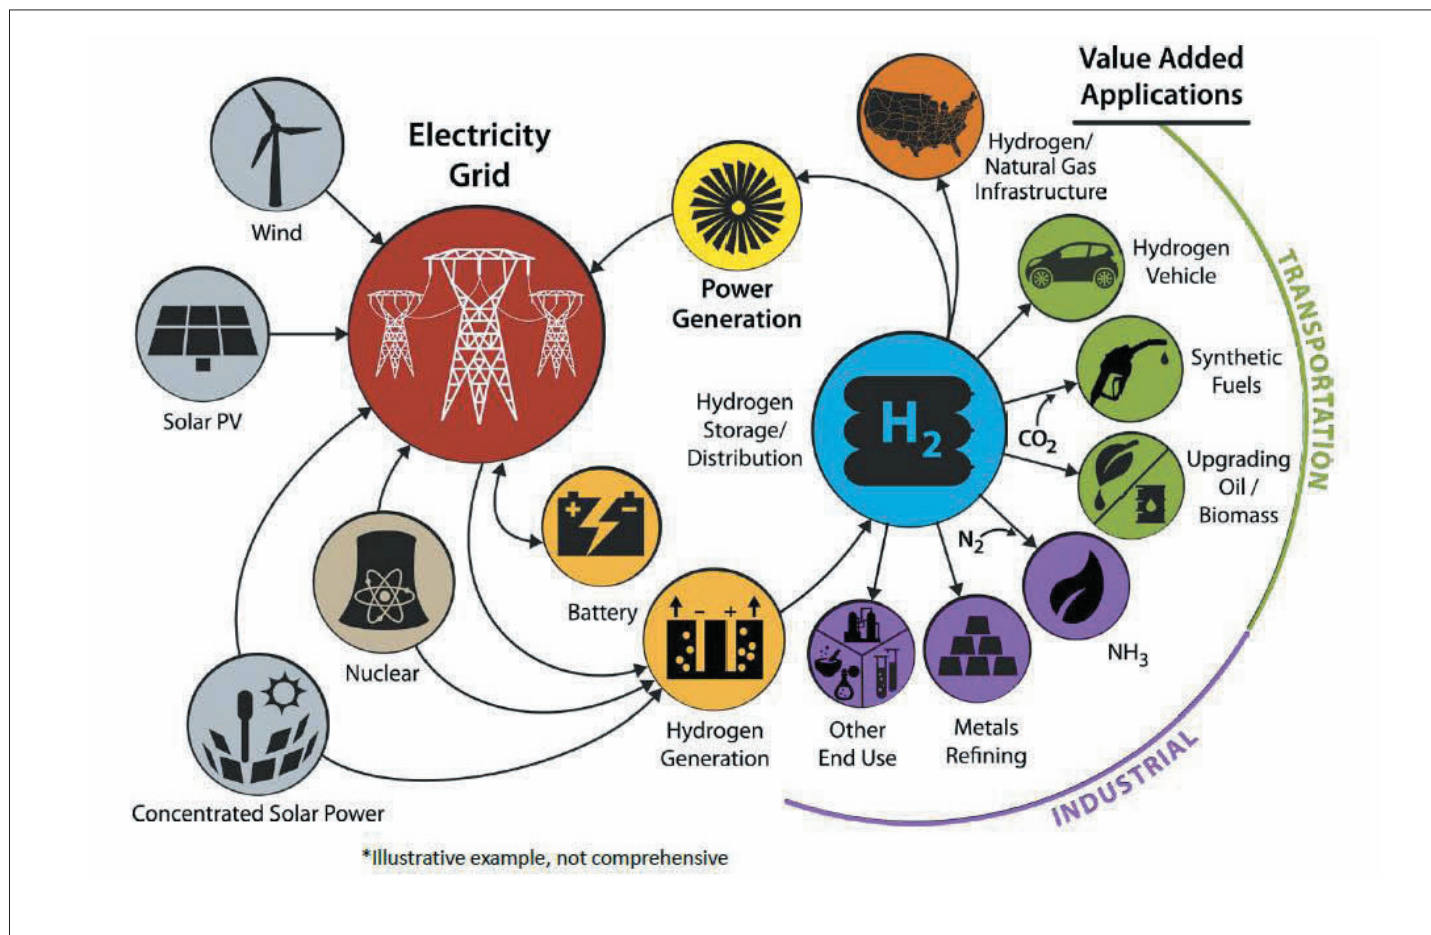 Value Added
Applications
Electricity
Grid
Wind
Hydrogen/
Natural Gas
Infrastructure
Hydrogen
Vehicle
TRANSPORTATION
Power
Generation
Solar PV
Synthetic
Fuels
Hydrogen
Storage/
Distribution
H2
CO2
Upgrading
Oil /
Biomass
+ -
N2
Battery
- +
Nuclear
NH3
Hydrogen
Generation
Other
End Use
Metals
Refining
INDUSTRIAL
Concentrated Solar Power
*Illustrative example, not comprehensive